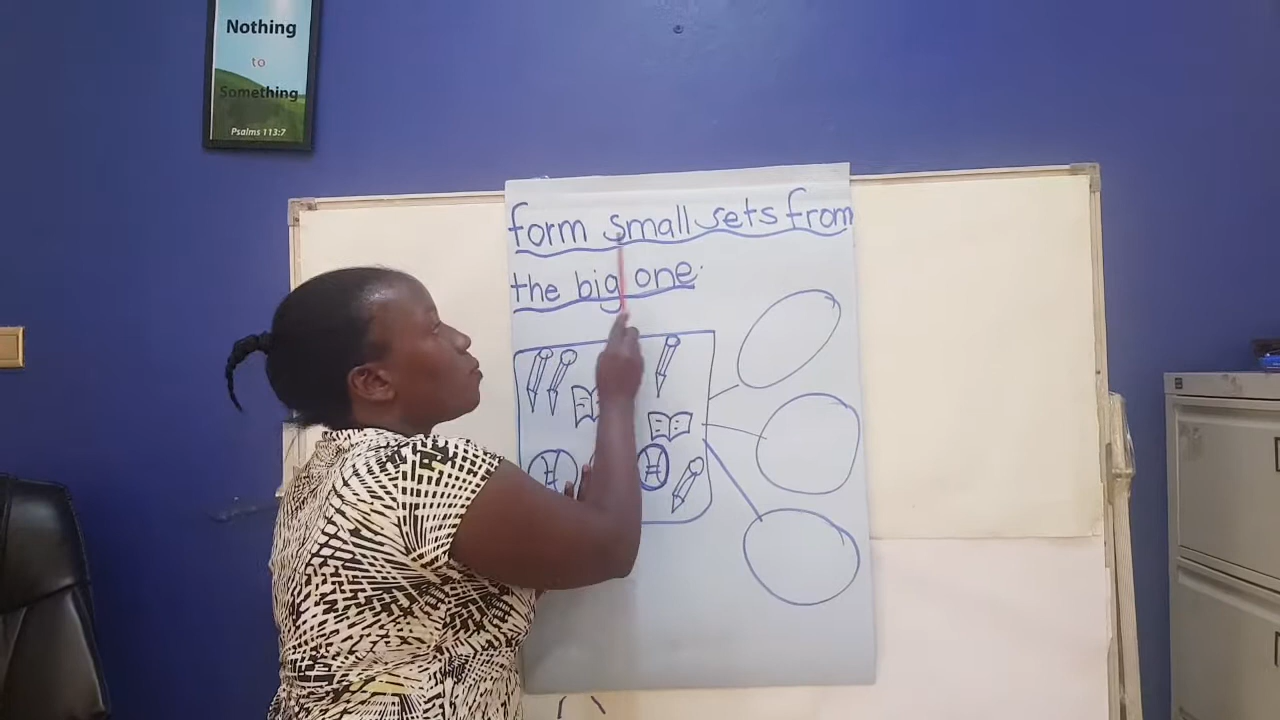 Nothing
to
Something
Psalms 113:7
form small sets from
the big one.